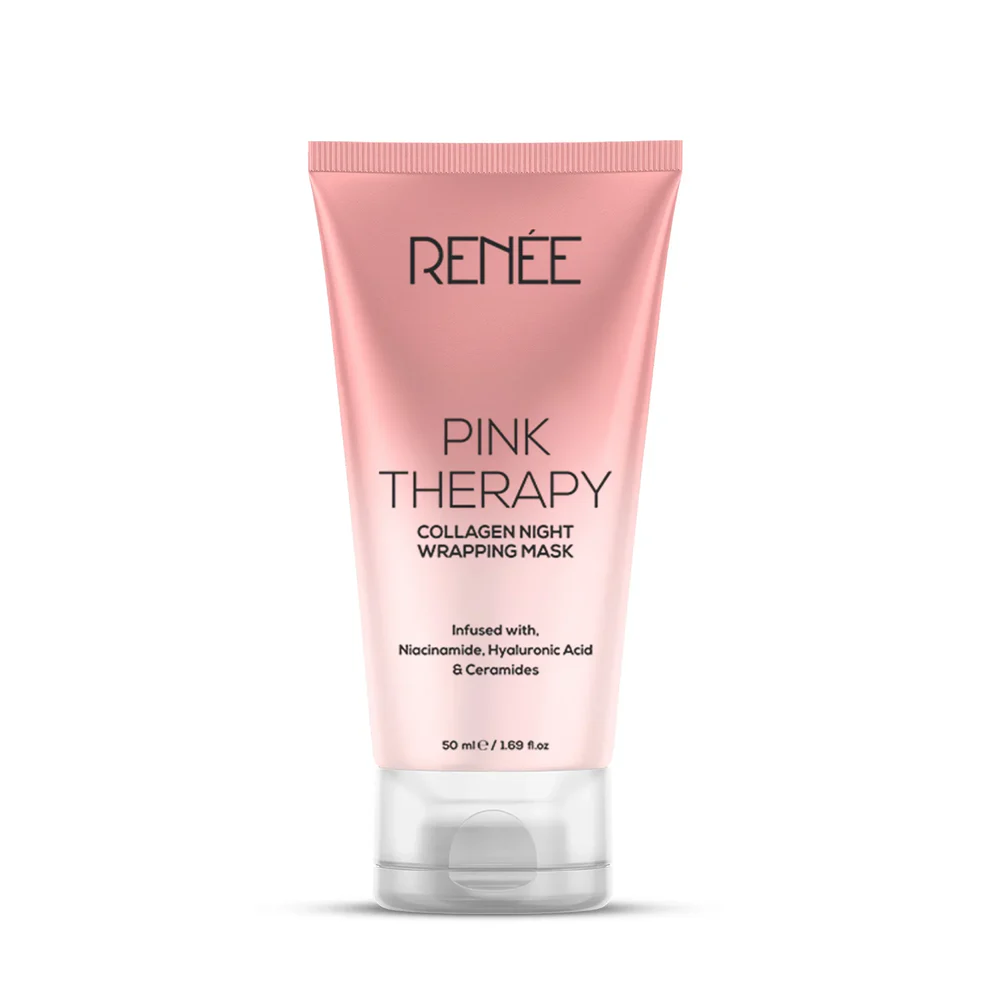 RENÉE
PINK
THERAPY
COLLAGEN NIGHT
WRAPPING MASK
Infused with,
Niacinamide, Hyaluronic Acid
& Ceramides
50 ml ℮ / 1.69 fl.oz